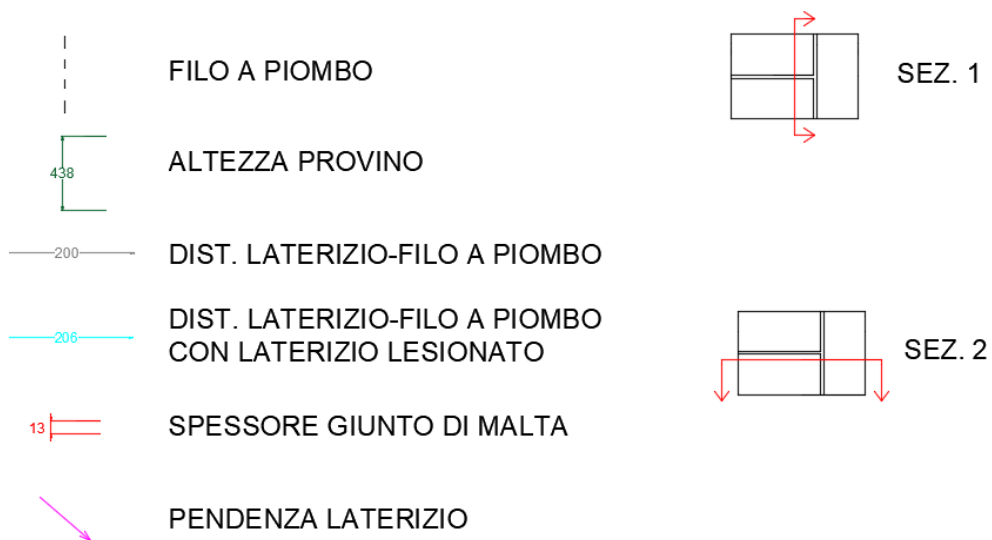 FILO A PIOMBO
SEZ. 1
438
ALTEZZA PROVINO
200
DIST. LATERIZIO-FILO A PIOMBO
206
DIST. LATERIZIO-FILO A PIOMBO
CON LATERIZIO LESIONATO
SEZ. 2
13
SPESSORE GIUNTO DI MALTA
PENDENZA LATERIZIO